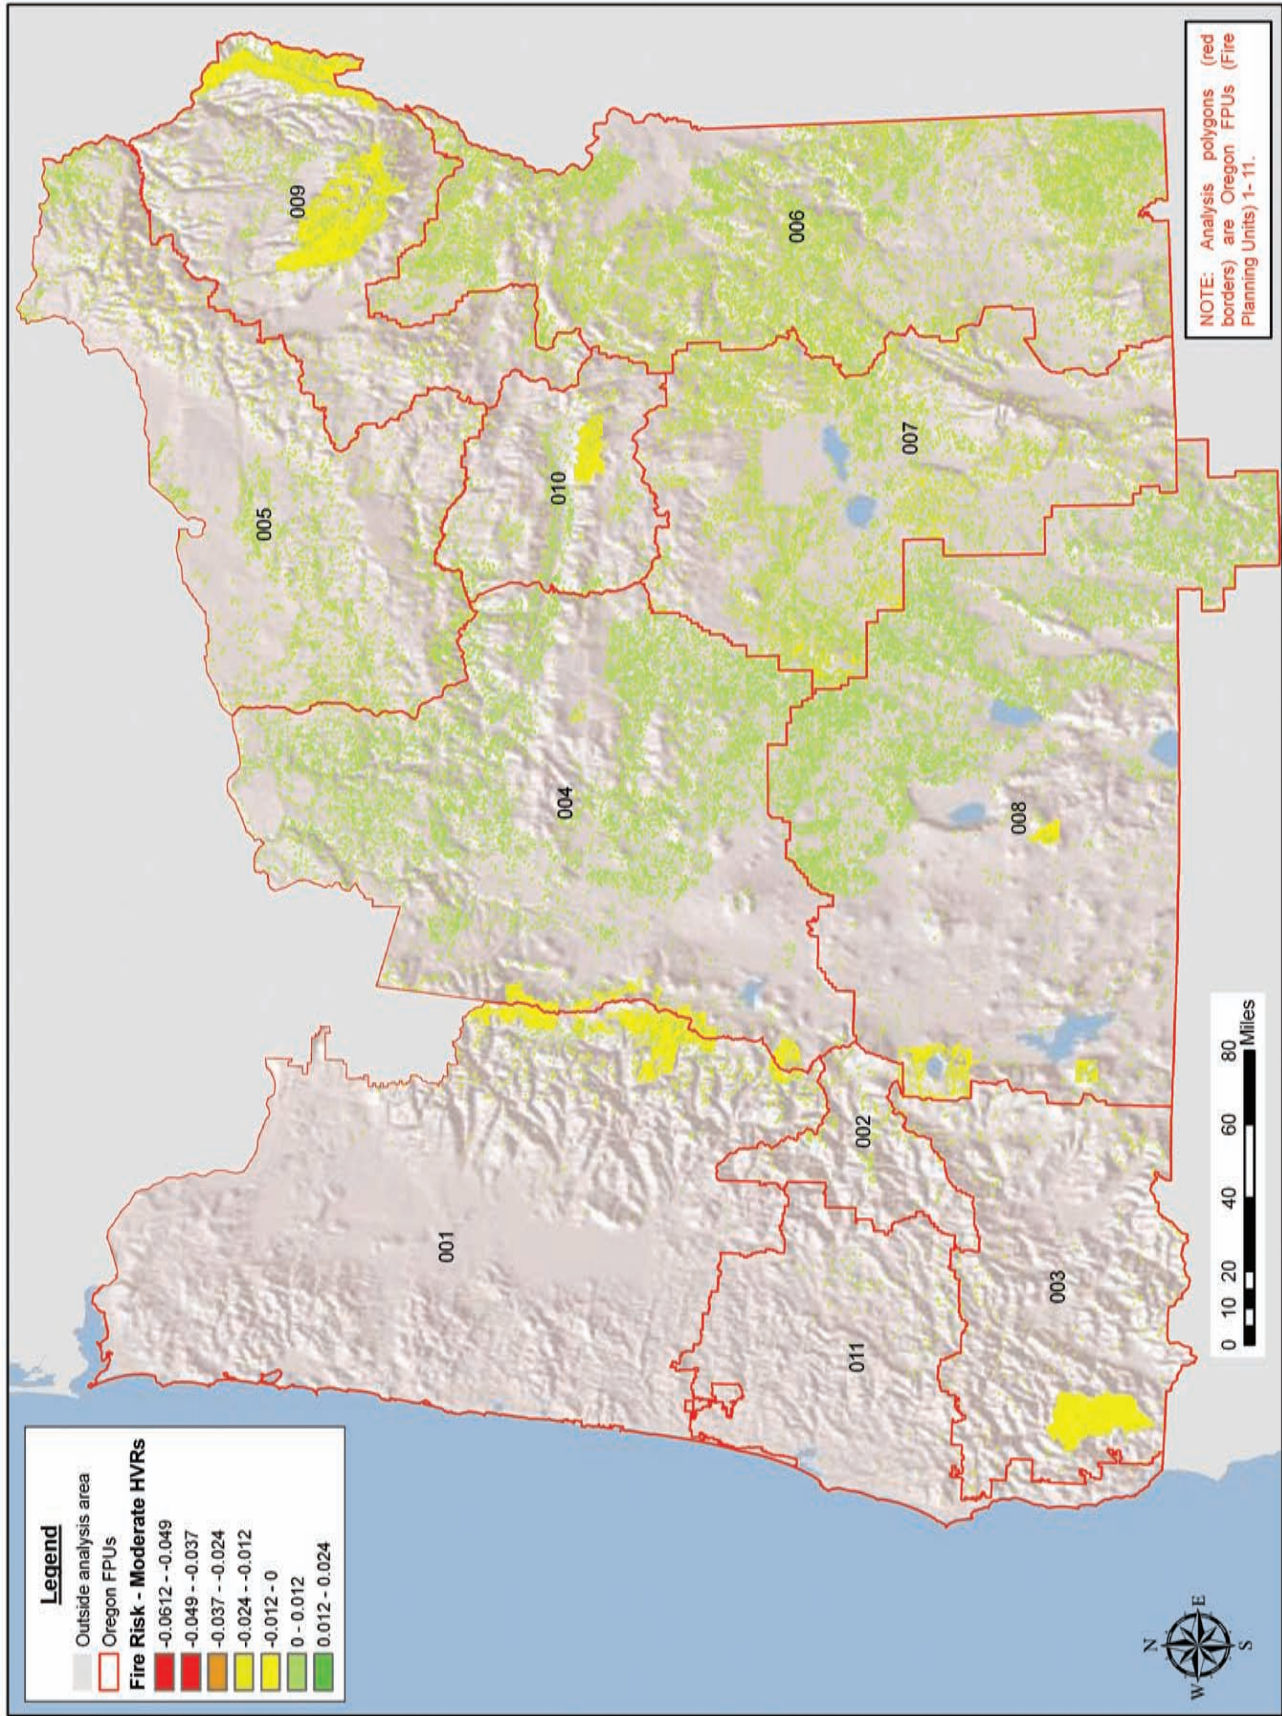 Legend
Outside analysis area
Oregon FPUs
Fire Risk - Moderate HVRs
-0.0612 - -0.049
-0.049 - -0.037
-0.037 - -0.024
-0.024 - -0.012
-0.012 - 0
0 - 0.012
0.012 - 0.024
001
002
003
004
005
006
007
008
009
010
011
NOTE: Analysis polygons (red
borders) are Oregon FPUs (Fire
Planning Units) 1- 11.
0 10 20 40 60 80
Miles
N
W
E
S